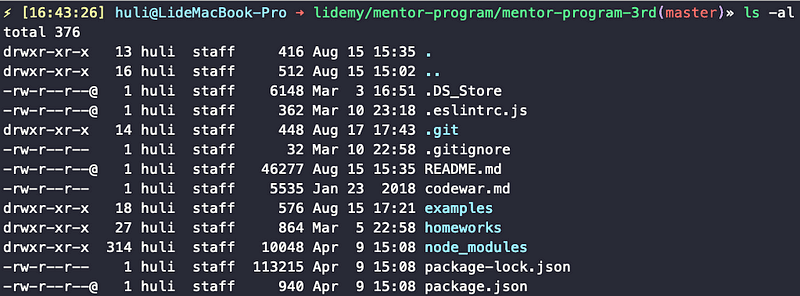 ⚡ [16:43:26] huli@LideMacBook-Pro → lidemy/mentor-program/mentor-program-3rd(master)» ls -al
total 376
drwxr-xr-x 13 huli staff 416 Aug 15 15:35 .
drwxr-xr-x 16 huli staff 512 Aug 15 15:02 ..
-rw-r--r--@ 1 huli staff 6148 Mar 3 16:51 .DS_Store
-rw-r--r--@ 1 huli staff 362 Mar 10 23:18 .eslintrc.js
drwxr-xr-x 14 huli staff 448 Aug 17 17:43 .git
-rw-r--r-- 1 huli staff 32 Mar 10 22:58 .gitignore
-rw-r--r--@ 1 huli staff 46277 Aug 15 15:35 README.md
-rw-r--r-- 1 huli staff 5535 Jan 23 2018 codewar.md
drwxr-xr-x 18 huli staff 576 Aug 15 17:21 examples
drwxr-xr-x 27 huli staff 864 Mar 5 22:58 homeworks
drwxr-xr-x 314 huli staff 10048 Apr 9 15:08 node_modules
-rw-r--r-- 1 huli staff 113215 Apr 9 15:08 package-lock.json
-rw-r--r--@ 1 huli staff 940 Apr 9 15:08 package.json